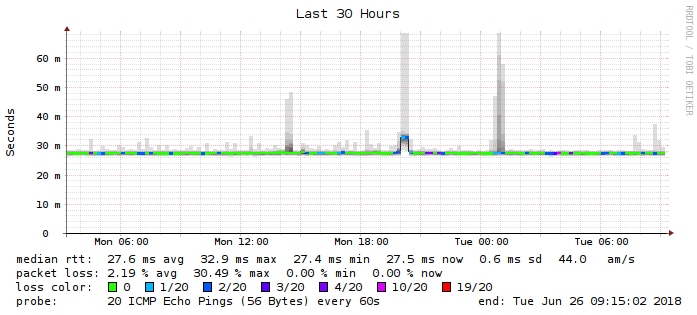 Last 30 Hours
RRDTOOL / TOBI OETIKER
Seconds
60 m
50 m
40 m
30 m
20 m
10 m
0
Mon 06:00 Mon 12:00 Mon 18:00 Tue 00:00 Tue 06:00
median rtt: 27.6 ms avg 32.9 ms max 27.4 ms min 27.5 ms now 0.6 ms sd 44.0 am/s
packet loss: 2.19 % avg 30.49 % max 0.00 % min 0.00 % now
loss color: 0 1/20 2/20 3/20 4/20 10/20 19/20
probe: 20 ICMP Echo Pings (56 Bytes) every 60s end: Tue Jun 26 09:15:02 2018